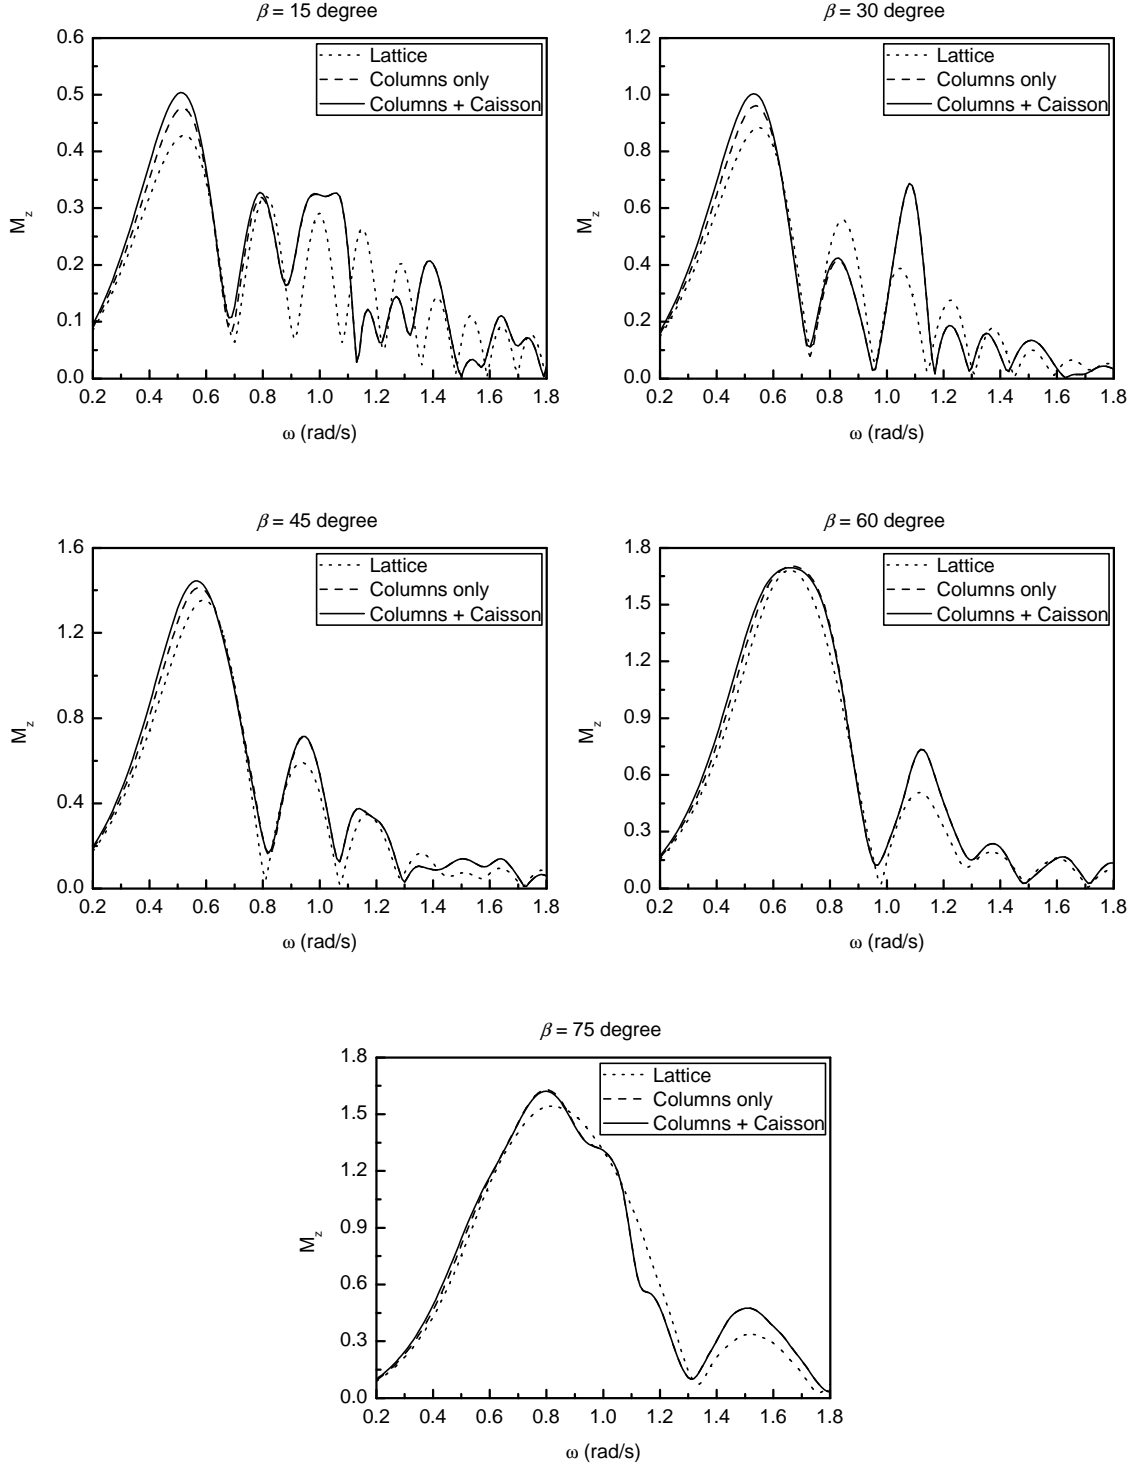 β = 15 degree
0.6
0.5
0.4
0.3
0.2
0.1
0.0
M_z
Lattice
Columns only
Columns + Caisson
0.2 0.4 0.6 0.8 1.0 1.2 1.4 1.6 1.8
ω (rad/s)
β = 30 degree
1.2
1.0
0.8
0.6
0.4
0.2
0.0
M_z
Lattice
Columns only
Columns + Caisson
0.2 0.4 0.6 0.8 1.0 1.2 1.4 1.6 1.8
ω (rad/s)
β = 45 degree
1.6
1.2
0.8
0.4
0.0
M_z
Lattice
Columns only
Columns + Caisson
0.2 0.4 0.6 0.8 1.0 1.2 1.4 1.6 1.8
ω (rad/s)
β = 60 degree
1.8
1.5
1.2
0.9
0.6
0.3
0.0
M_z
Lattice
Columns only
Columns + Caisson
0.2 0.4 0.6 0.8 1.0 1.2 1.4 1.6 1.8
ω (rad/s)
β = 75 degree
1.8
1.5
1.2
0.9
0.6
0.3
0.0
M_z
Lattice
Columns only
Columns + Caisson
0.2 0.4 0.6 0.8 1.0 1.2 1.4 1.6 1.8
ω (rad/s)